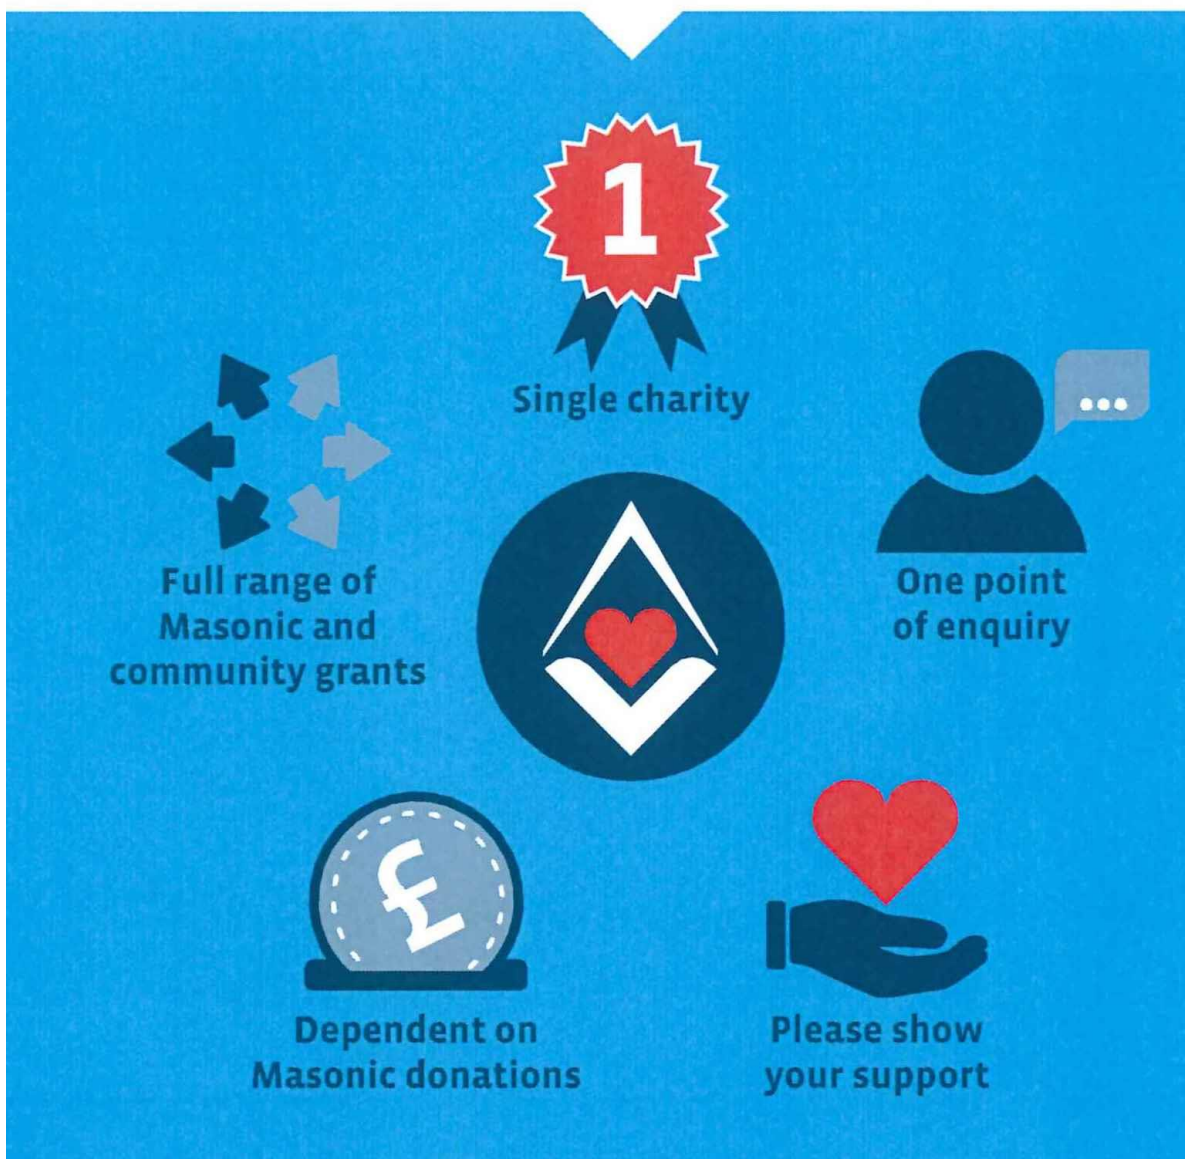 1
Single charity
Full range of
Masonic and
community grants
One point
of enquiry
£
Dependent on
Masonic donations
Please show
your support